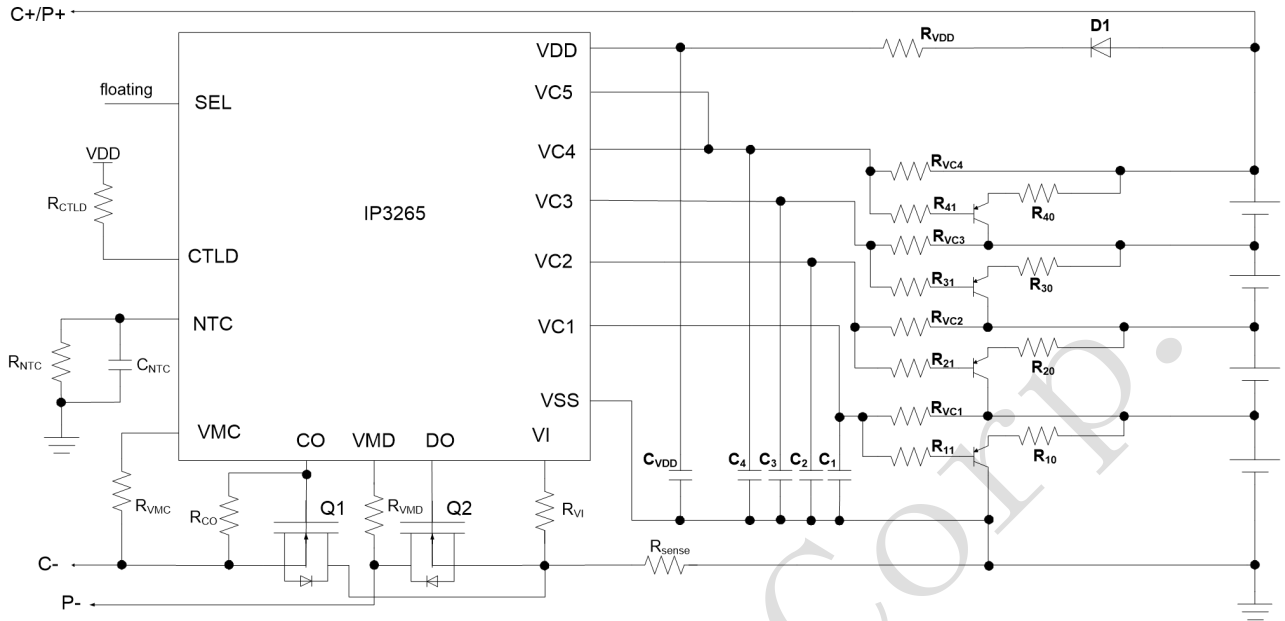 C+/P+
D1
RVDD
VDD
VC5
floating
SEL
VC4
RVC4
VDD
R41
R40
RCTLD
VC3
IP3265
RVC3
CTLD
VC2
R31
R30
NTC
VC1
RVC2
RNTC
CNTC
R21
R20
VSS
RVC1
VMC
CO
VMD
DO
VI
R11
R10
CVDD
C4
C3
C2
C1
RVMC
RCO
Q1
RVMD
Q2
RVI
Rsense
C-
P-
Corp.